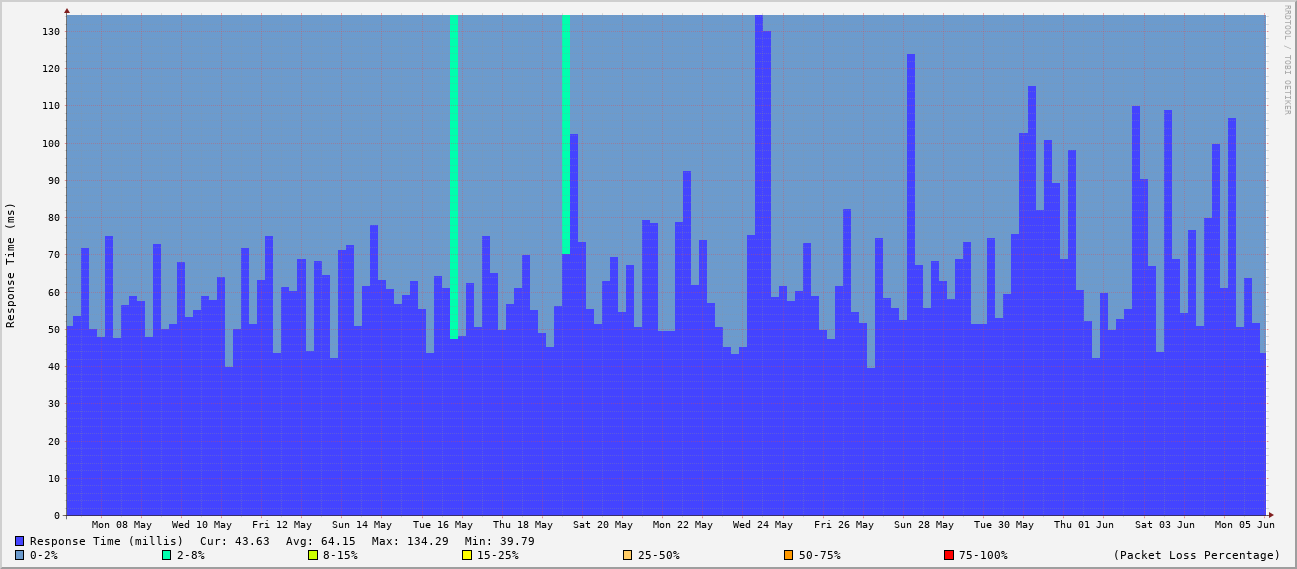 RRDTOOL / TOBI OETIKER
Response Time (ms)
130
120
110
100
90
80
70
60
50
40
30
20
10
0
Mon 08 May Wed 10 May Fri 12 May Sun 14 May Tue 16 May Thu 18 May Sat 20 May Mon 22 May Wed 24 May Fri 26 May Sun 28 May Tue 30 May Thu 01 Jun Sat 03 Jun Mon 05 Jun
Response Time (millis) Cur: 43.63 Avg: 64.15 Max: 134.29 Min: 39.79
0-2% 2-8% 8-15% 15-25% 25-50% 50-75% 75-100% (Packet Loss Percentage)